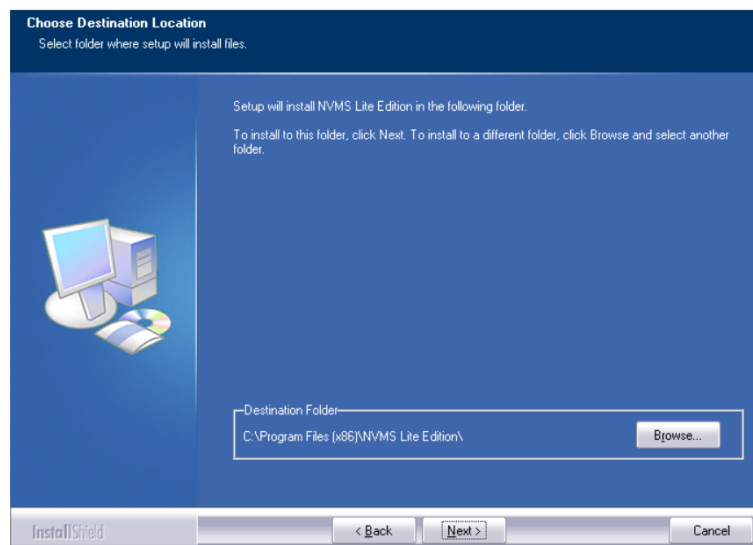 Choose Destination Location
Select folder where setup will install files.
Setup will install NVMS Lite Edition in the following folder.
To install to this folder, click Next. To install to a different folder, click Browse and select another
folder.
Destination Folder
C:\Program Files (x86)\NVMS Lite Edition\
Browse...
InstallShield
< Back
Next >
Cancel